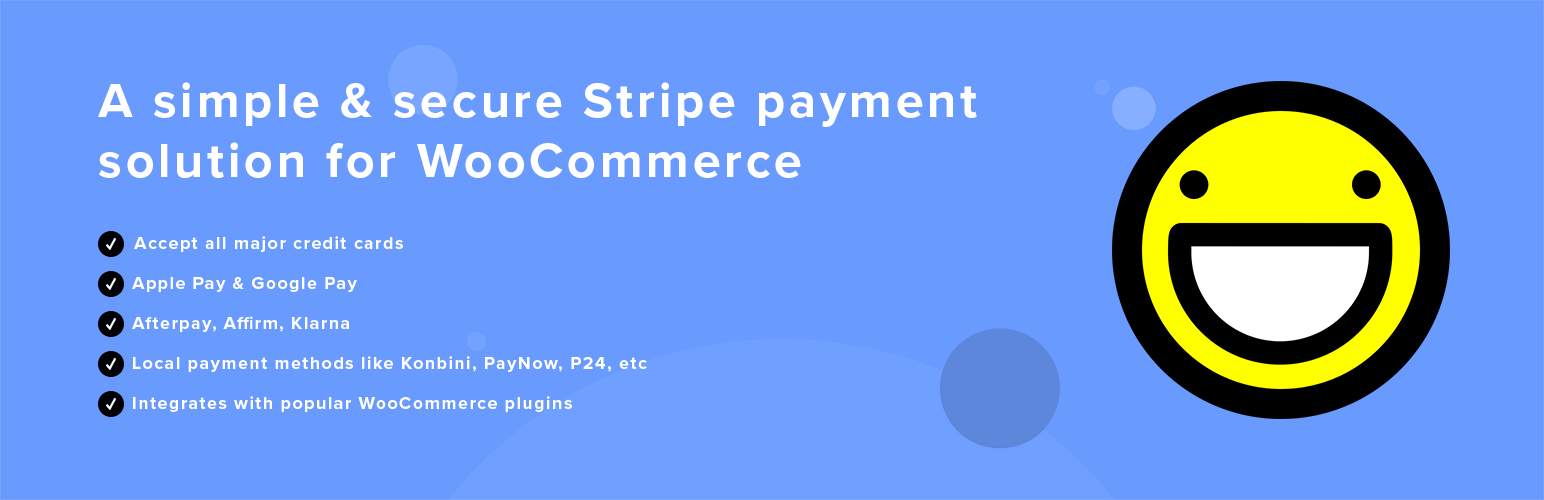 A simple & secure Stripe payment
solution for WooCommerce
Accept all major credit cards
Apple Pay & Google Pay
Afterpay, Affirm, Klarna
Local payment methods like Konbini, PayNow, P24, etc
Integrates with popular WooCommerce plugins